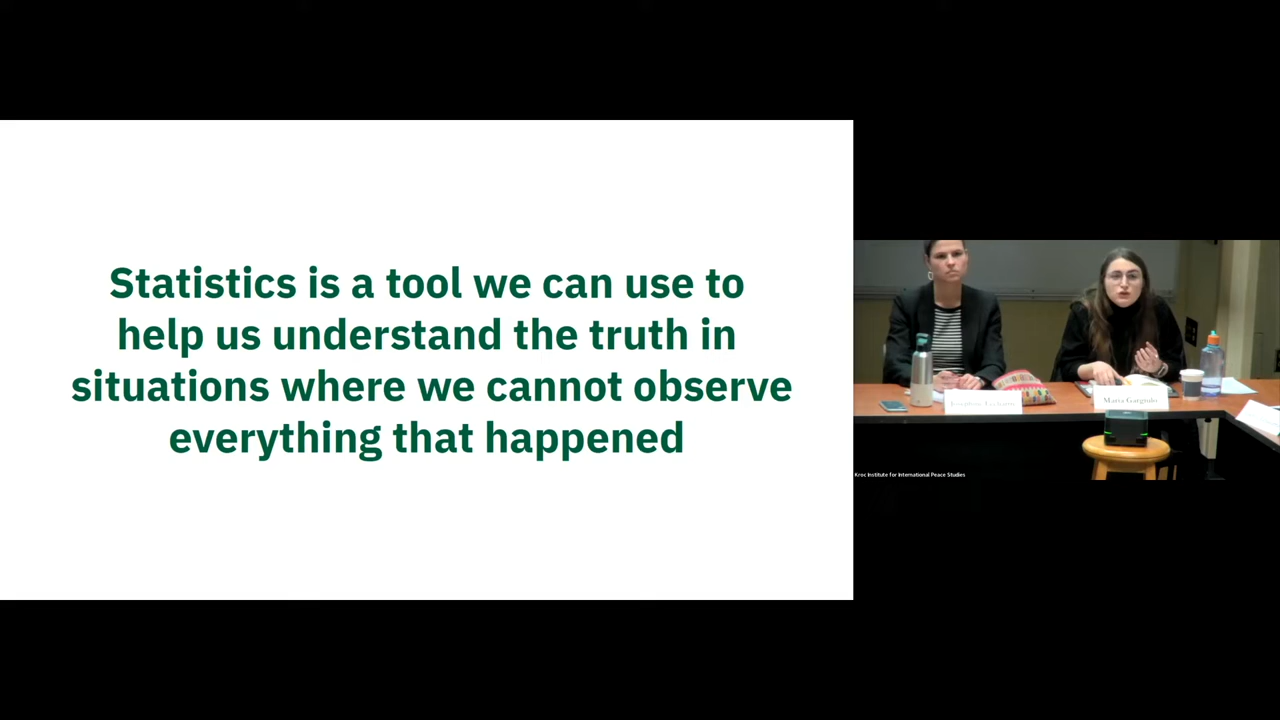 Statistics is a tool we can use to
help us understand the truth in
situations where we cannot observe
everything that happened
Maria Gargiulo
Kroc Institute for International Peace Studies